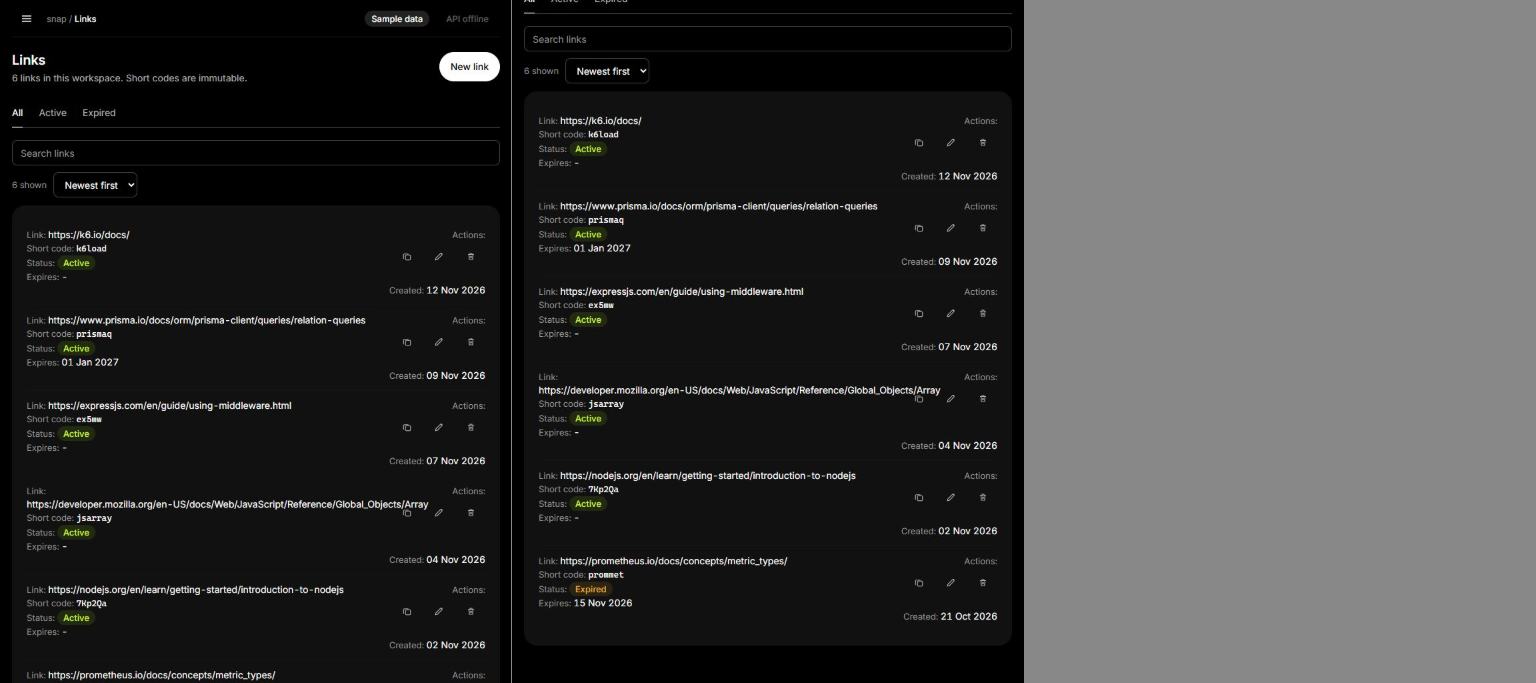 snap / Links
Sample data
API offline
Links
6 links in this workspace. Short codes are immutable.
New link
All Active Expired
Search links
6 shown
Newest first
Link: https://k6.io/docs/
Actions:
Short code: k6load
Status: Active
Expires: -
Created: 12 Nov 2026
Link: https://www.prisma.io/docs/orm/prisma-client/queries/relation-queries
Actions:
Short code: prismaq
Status: Active
Expires: 01 Jan 2027
Created: 09 Nov 2026
Link: https://expressjs.com/en/guide/using-middleware.html
Actions:
Short code: ex5mw
Status: Active
Expires: -
Created: 07 Nov 2026
Link:
Actions:
https://developer.mozilla.org/en-US/docs/Web/JavaScript/Reference/Global_Objects/Array
Short code: jsarray
Status: Active
Expires: -
Created: 04 Nov 2026
Link: https://nodejs.org/en/learn/getting-started/introduction-to-nodejs
Actions:
Short code: 7Kp2Qa
Status: Active
Expires: -
Created: 02 Nov 2026
Link: https://prometheus.io/docs/concepts/metric_types/
Actions:
All Active Expired
Search links
6 shown
Newest first
Link: https://k6.io/docs/
Actions:
Short code: k6load
Status: Active
Expires: -
Created: 12 Nov 2026
Link: https://www.prisma.io/docs/orm/prisma-client/queries/relation-queries
Actions:
Short code: prismaq
Status: Active
Expires: 01 Jan 2027
Created: 09 Nov 2026
Link: https://expressjs.com/en/guide/using-middleware.html
Actions:
Short code: ex5mw
Status: Active
Expires: -
Created: 07 Nov 2026
Link:
Actions:
https://developer.mozilla.org/en-US/docs/Web/JavaScript/Reference/Global_Objects/Array
Short code: jsarray
Status: Active
Expires: -
Created: 04 Nov 2026
Link: https://nodejs.org/en/learn/getting-started/introduction-to-nodejs
Actions:
Short code: 7Kp2Qa
Status: Active
Expires: -
Created: 02 Nov 2026
Link: https://prometheus.io/docs/concepts/metric_types/
Actions:
Short code: prommet
Status: Expired
Expires: 15 Nov 2026
Created: 21 Oct 2026